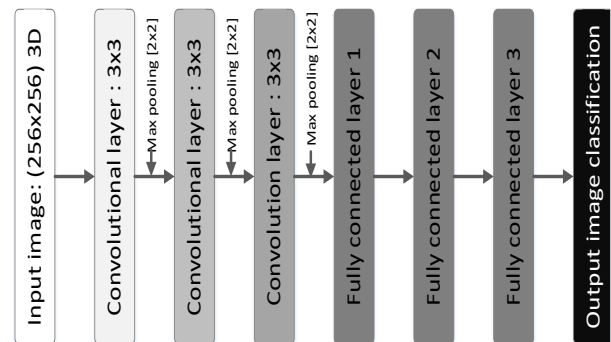 Input image: (256x256) 3D
Convolutional layer : 3x3
Max pooling [2x2]
Convolutional layer : 3x3
Max pooling [2x2]
Convolution layer : 3x3
Max pooling [2x2]
Fully connected layer 1
Fully connected layer 2
Fully connected layer 3
Output image classification